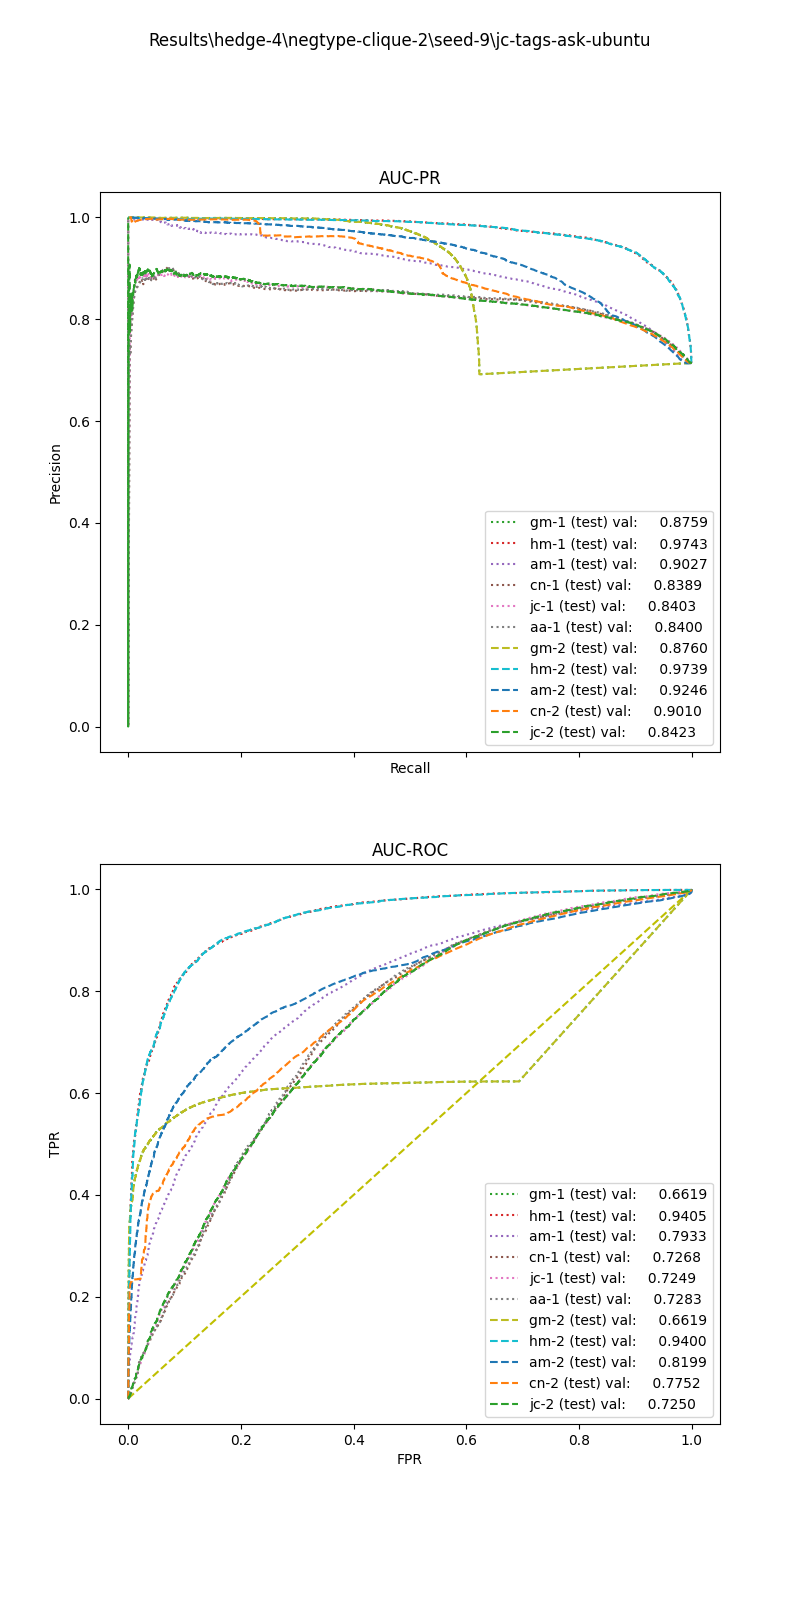 Results\hedge-4\negtype-clique-2\seed-9\jc-tags-ask-ubuntu
AUC-PR
1.0
0.8
0.6
0.4
0.2
0.0
Precision
gm-1 (test) val: 0.8759
hm-1 (test) val: 0.9743
am-1 (test) val: 0.9027
cn-1 (test) val: 0.8389
jc-1 (test) val: 0.8403
aa-1 (test) val: 0.8400
gm-2 (test) val: 0.8760
hm-2 (test) val: 0.9739
am-2 (test) val: 0.9246
cn-2 (test) val: 0.9010
jc-2 (test) val: 0.8423
Recall
AUC-ROC
1.0
0.8
0.6
0.4
0.2
0.0
TPR
gm-1 (test) val: 0.6619
hm-1 (test) val: 0.9405
am-1 (test) val: 0.7933
cn-1 (test) val: 0.7268
jc-1 (test) val: 0.7249
aa-1 (test) val: 0.7283
gm-2 (test) val: 0.6619
hm-2 (test) val: 0.9400
am-2 (test) val: 0.8199
cn-2 (test) val: 0.7752
jc-2 (test) val: 0.7250
0.0 0.2 0.4 0.6 0.8 1.0
FPR